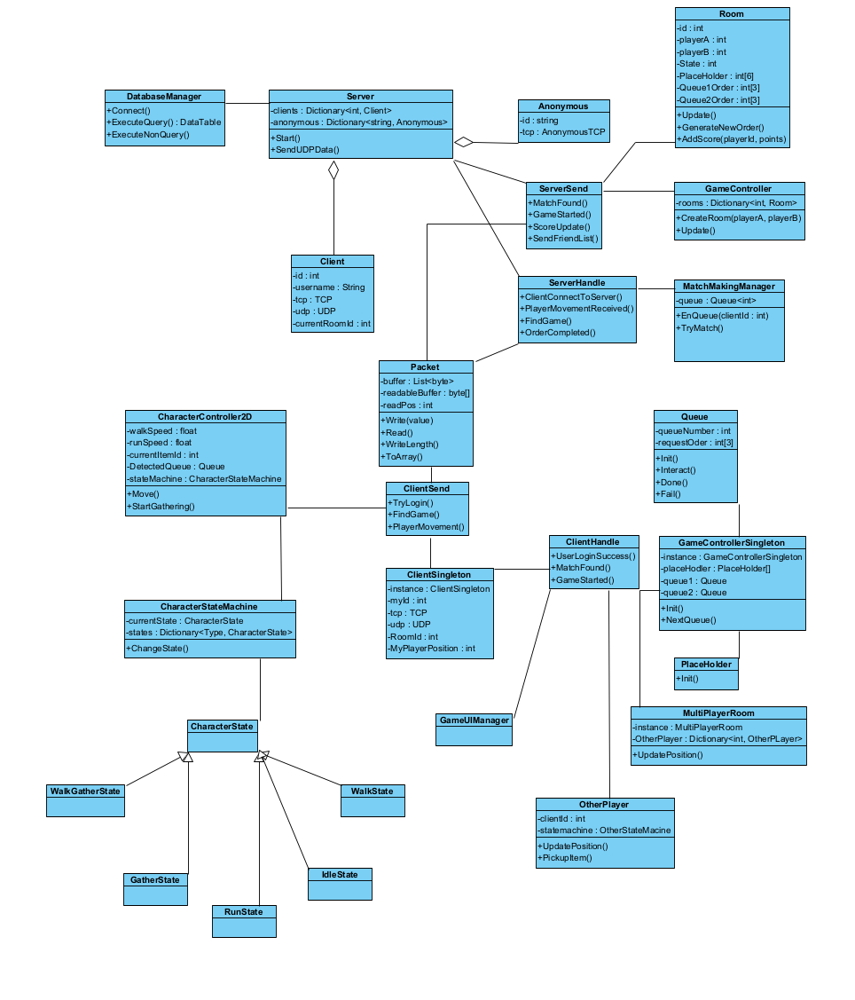 Room
-id : int
-playerA : int
-playerB : int
-State : int
-PlaceHolder : int[6]
-Queue1Order : int[3]
-Queue2Order : int[3]
+Update()
+GenerateNewOrder()
+AddScore(playerId, points)
DatabaseManager
+Connect()
+ExecuteQuery() : DataTable
+ExecuteNonQuery()
Server
-clients : Dictionary<int, Client>
-anonymous : Dictionary<string, Anonymous>
+Start()
+SendUDPData()
Anonymous
-id : string
-tcp : AnonymousTCP
ServerSend
+MatchFound()
+GameStarted()
+ScoreUpdate()
+SendFriendList()
GameController
-rooms : Dictionary<int, Room>
+CreateRoom(playerA, playerB)
+Update()
Client
-id : int
-username : String
-tcp : TCP
-udp : UDP
-currentRoomId : int
ServerHandle
+ClientConnectToServer()
+PlayerMovementReceived()
+FindGame()
+OrderCompleted()
MatchMakingManager
-queue : Queue<int>
+EnQueue(clientId : int)
+TryMatch()
Packet
-buffer : List<byte>
-readableBuffer : byte[]
-readPos : int
+Write(value)
+Read()
+WriteLength()
+ToArray()
CharacterController2D
-walkSpeed : float
-runSpeed : float
-currentItemId : int
-DetectedQueue : Queue
-stateMachine : CharacterStateMachine
+Move()
+StartGathering()
Queue
-queueNumber : int
-requestOder : int[3]
+Init()
+Interact()
+Done()
+Fail()
ClientSend
+TryLogin()
+FindGame()
+PlayerMovement()
ClientHandle
+UserLoginSuccess()
+MatchFound()
+GameStarted()
GameControllerSingleton
-instance : GameControllerSingleton
-placeHodler : PlaceHolder[]
-queue1 : Queue
-queue2 : Queue
+Init()
+NextQueue()
ClientSingleton
-instance : ClientSingleton
-myId : int
-tcp : TCP
-udp : UDP
-RoomId : int
-MyPlayerPosition : int
CharacterStateMachine
-currentState : CharacterState
-states : Dictionary<Type, CharacterState>
+ChangeState()
PlaceHolder
+Init()
MultiPlayerRoom
-instance : MultiPlayerRoom
-OtherPlayer : Dictionary<int, OtherPLayer>
+UpdatePosition()
GameUIManager
CharacterState
WalkGatherState
WalkState
OtherPlayer
-clientId : int
-statemachine : OtherStateMacine
+UpdatePosition()
+PickupItem()
GatherState
IdleState
RunState